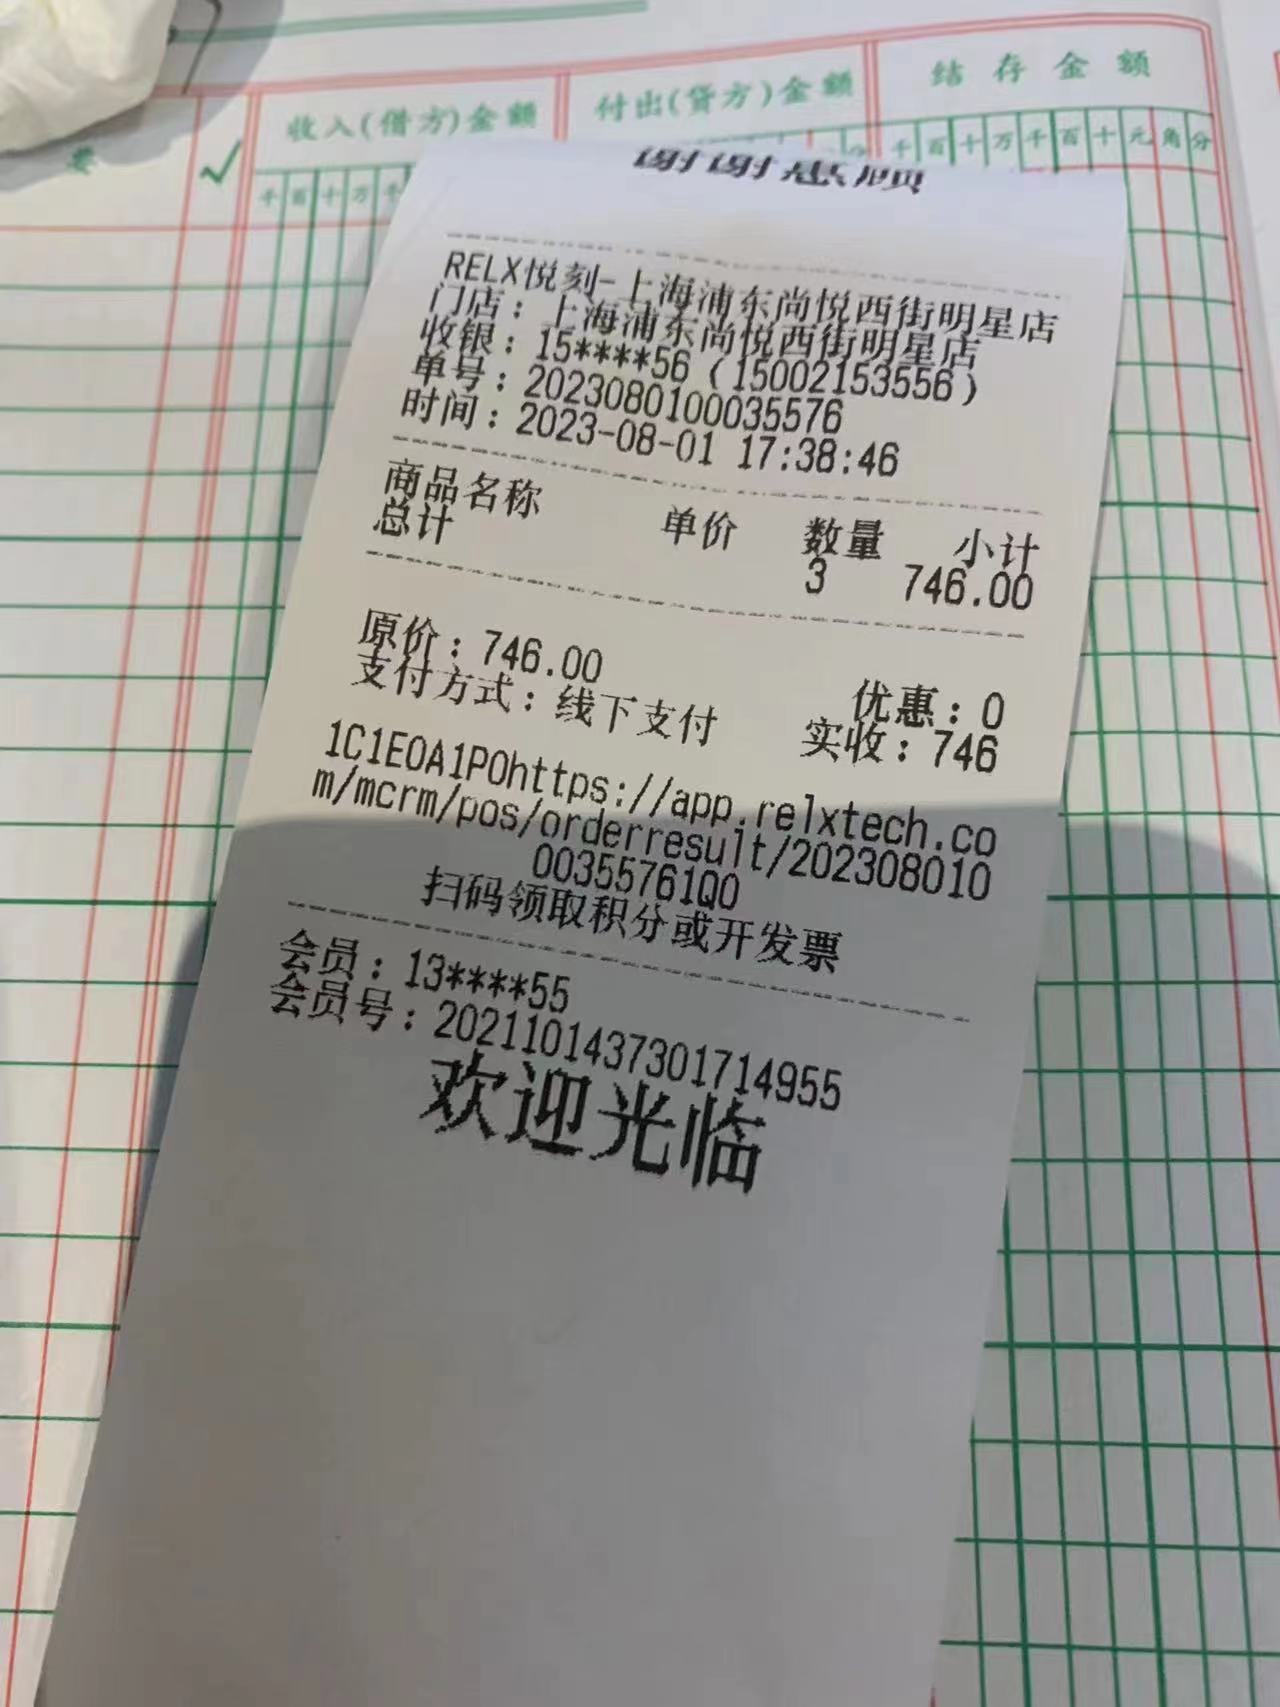 结存金额
付出(贷方)金额
收入(借方)金额
要
千百十万千百十元角分
千百十万千
谢谢惠顾
RELX悦刻-上海浦东尚悦西街明星店
门店:上海浦东尚悦西街明星店
收银:15****56(15002153556)
单号:2023080100035576
时间:2023-08-01 17:38:46
商品名称 单价 数量 小计
总计 3 746.00
原价:746.00 优惠:0
支付方式:线下支付 实收:746
1C1E0A1P0https://app.relxtech.co
m/mcrm/pos/orderresult/202308010
00355761Q0
扫码领取积分或开发票
会员:13****55
会员号:2021101437301714955
欢迎光临